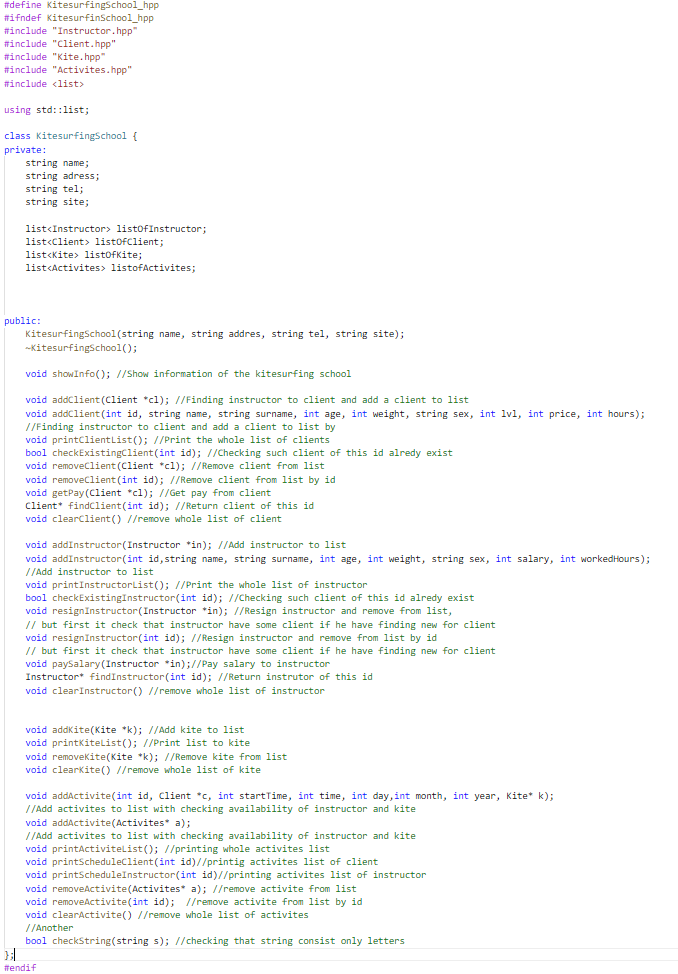 #define KitesurfingSchool_hpp
#ifndef KitesurfinSchool_hpp
#include "Instructor.hpp"
#include "Client.hpp"
#include "Kite.hpp"
#include "Activites.hpp"
#include <list>
using std::list;
class KitesurfingSchool {
private:
string name;
string adress;
string tel;
string site;
list<Instructor> listOfInstructor;
list<Client> listOfClient;
list<Kite> listOfKite;
list<Activites> listofActivites;
public:
KitesurfingSchool(string name, string addres, string tel, string site);
~KitesurfingSchool();
void showInfo(); //Show information of the kitesurfing school
void addClient(Client *cl); //Finding instructor to client and add a client to list
void addClient(int id, string name, string surname, int age, int weight, string sex, int lvl, int price, int hours);
//Finding instructor to client and add a client to list by
void printClientList(); //Print the whole list of clients
bool checkExistingClient(int id); //Checking such client of this id alredy exist
void removeClient(Client *cl); //Remove client from list
void removeClient(int id); //Remove client from list by id
void getPay(Client *cl); //Get pay from client
Client* findClient(int id); //Return client of this id
void clearClient() //remove whole list of client
void addInstructor(Instructor *in); //Add instructor to list
void addInstructor(int id,string name, string surname, int age, int weight, string sex, int salary, int workedHours);
//Add instructor to list
void printInstructorList(); //Print the whole list of instructor
bool checkExistingInstructor(int id); //Checking such client of this id alredy exist
void resignInstructor(Instructor *in); //Resign instructor and remove from list,
// but first it check that instructor have some client if he have finding new for client
void resignInstructor(int id); //Resign instructor and remove from list by id
// but first it check that instructor have some client if he have finding new for client
void paySalary(Instructor *in);//Pay salary to instructor
Instructor* findInstructor(int id); //Return instrutor of this id
void clearInstructor() //remove whole list of instructor
void addKite(Kite *k); //Add kite to list
void printKiteList(); //Print list to kite
void removeKite(Kite *k); //Remove kite from list
void clearKite() //remove whole list of kite
void addActivite(int id, Client *c, int startTime, int time, int day,int month, int year, Kite* k);
//Add activites to list with checking availability of instructor and kite
void addActivite(Activites* a);
//Add activites to list with checking availability of instructor and kite
void printActiviteList(); //printing whole activites list
void printScheduleClient(int id)//printig activites list of client
void printScheduleInstructor(int id)//printing activites list of instructor
void removeActivite(Activites* a); //remove activite from list
void removeActivite(int id);  //remove activite from list by id
void clearActivite() //remove whole list of activites
//Another
bool checkString(string s); //checking that string consist only letters
};
#endif